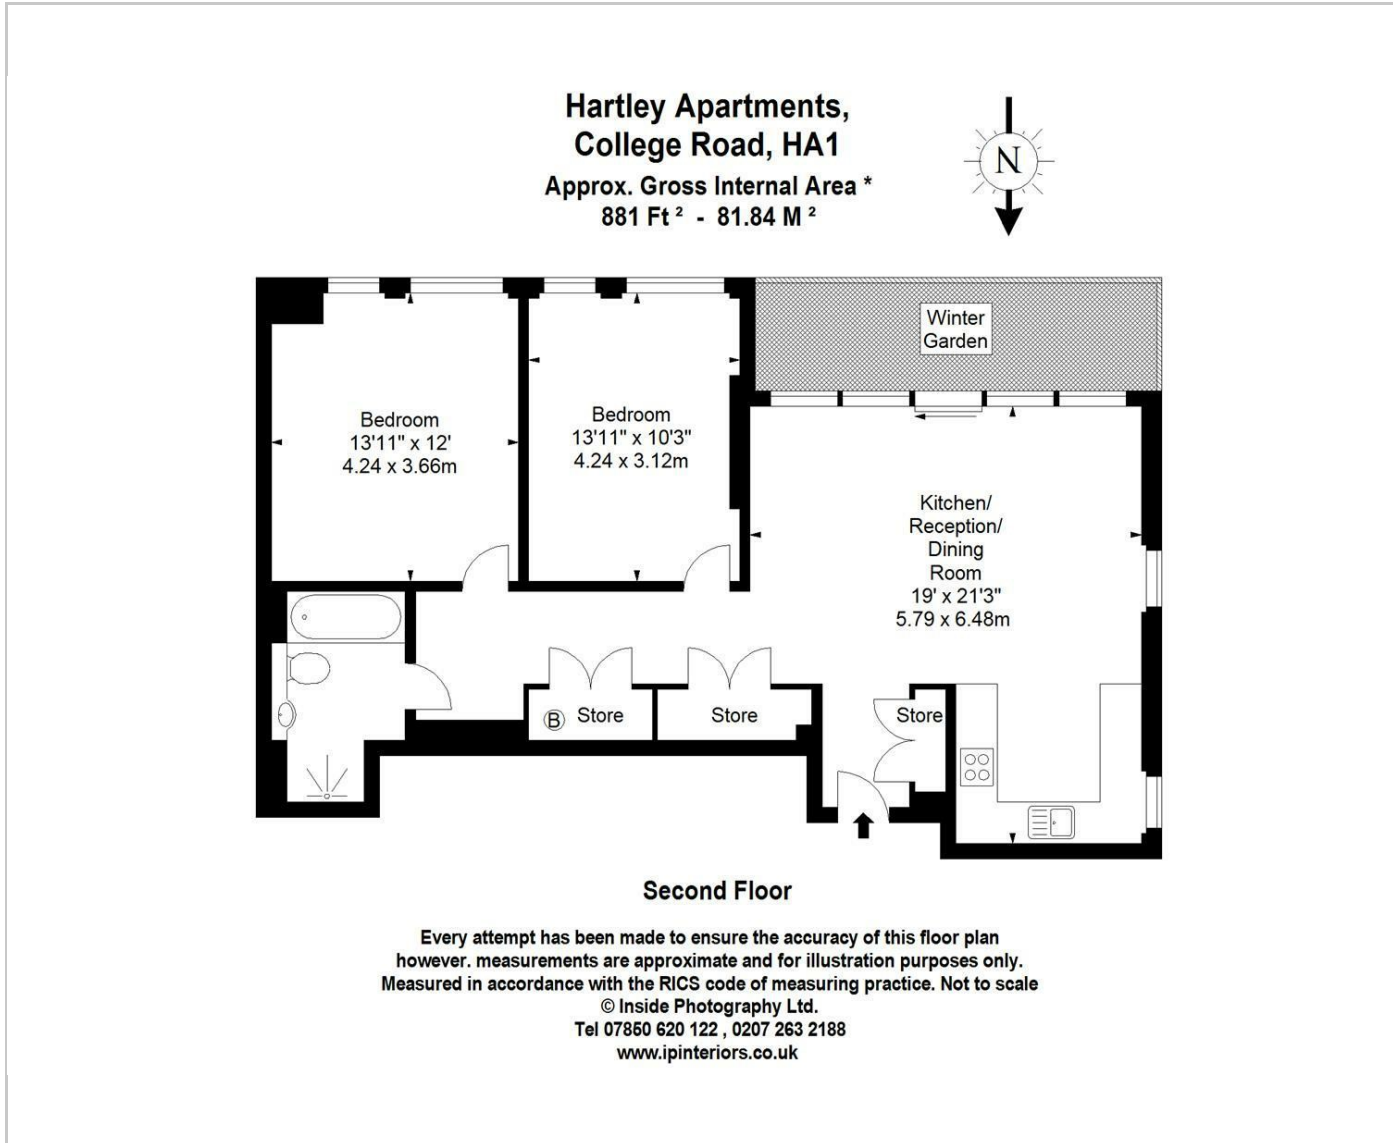 Hartley Apartments,
College Road, HA1
Approx. Gross Internal Area *
881 Ft ² - 81.84 M ²
N
Winter
Garden
Bedroom
13'11" x 12'
4.24 x 3.66m
Bedroom
13'11" x 10'3"
4.24 x 3.12m
Kitchen/
Reception/
Dining
Room
19' x 21'3"
5.79 x 6.48m
B Store
Store
Store
Second Floor
Every attempt has been made to ensure the accuracy of this floor plan
however. measurements are approximate and for illustration purposes only.
Measured in accordance with the RICS code of measuring practice. Not to scale
© Inside Photography Ltd.
Tel 07850 620 122 , 0207 263 2188
www.ipinteriors.co.uk